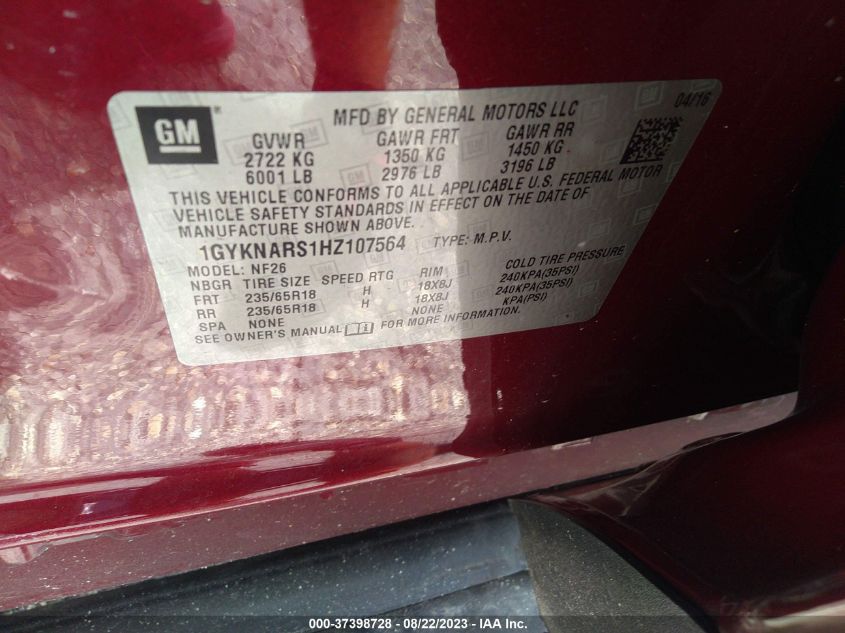 GM
MFD BY GENERAL MOTORS LLC
04/16
GVWR GAWR FRT GAWR RR
2722 KG 1350 KG 1450 KG
6001 LB 2976 LB 3196 LB
THIS VEHICLE CONFORMS TO ALL APPLICABLE U.S. FEDERAL MOTOR
VEHICLE SAFETY STANDARDS IN EFFECT ON THE DATE OF
MANUFACTURE SHOWN ABOVE.
1GYKNARS1HZ107564 TYPE: M.P.V.
MODEL: NF26
NBGR TIRE SIZE SPEED RTG RIM COLD TIRE PRESSURE
FRT 235/65R18 H 18X8J 240KPA(35PSI)
RR 235/65R18 H 18X8J 240KPA(35PSI)
SPA NONE NONE KPA(PSI)
SEE OWNER'S MANUAL FOR MORE INFORMATION.
000-37398728 - 08/22/2023 - IAA Inc.